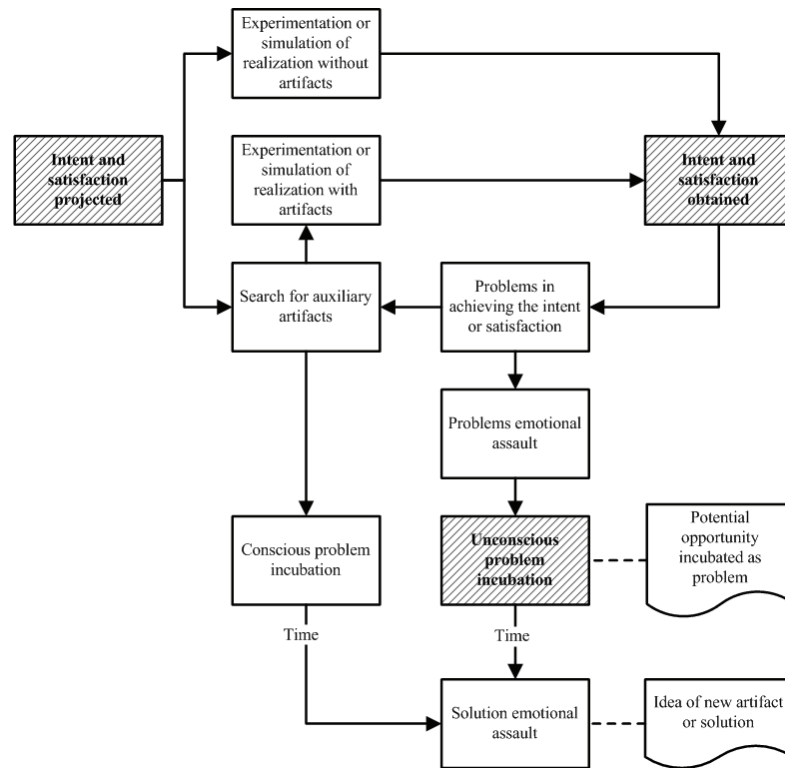 Experimentation or
simulation of
realization without
artifacts
Intent and
satisfaction
projected
Experimentation or
simulation of
realization with
artifacts
Intent and
satisfaction
obtained
Search for auxiliary
artifacts
Problems in
achieving the intent
or satisfaction
Problems emotional
assault
Conscious problem
incubation
Unconscious
problem
incubation
Potential
opportunity
incubated as
problem
Time
Time
Solution emotional
assault
Idea of new artifact
or solution